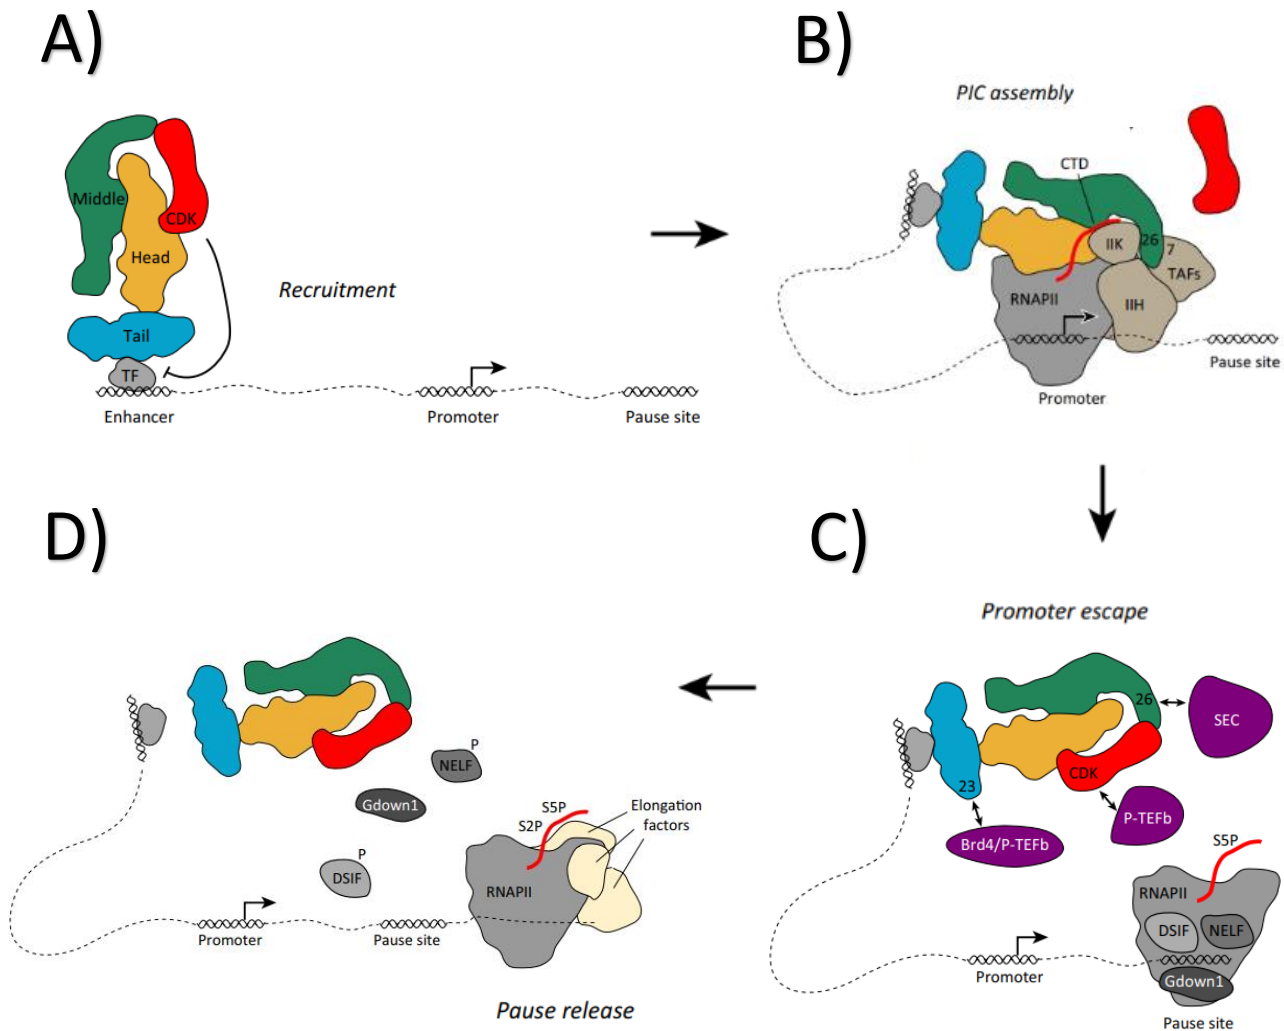 A)
Middle
CDK
Head
Tail
TF
Recruitment
Enhancer
Promoter
Pause site
B)
PIC assembly
CTD
IIK
26
7
TAFs
RNAPII
IIH
Pause site
Promoter
D)
P
NELF
Gdown1
S5P
S2P
Elongation
factors
P
DSIF
RNAPII
Promoter
Pause site
Pause release
C)
Promoter escape
26
SEC
CDK
23
P-TEFb
Brd4/P-TEFb
S5P
RNAPII
DSIF
NELF
Promoter
Gdown1
Pause site